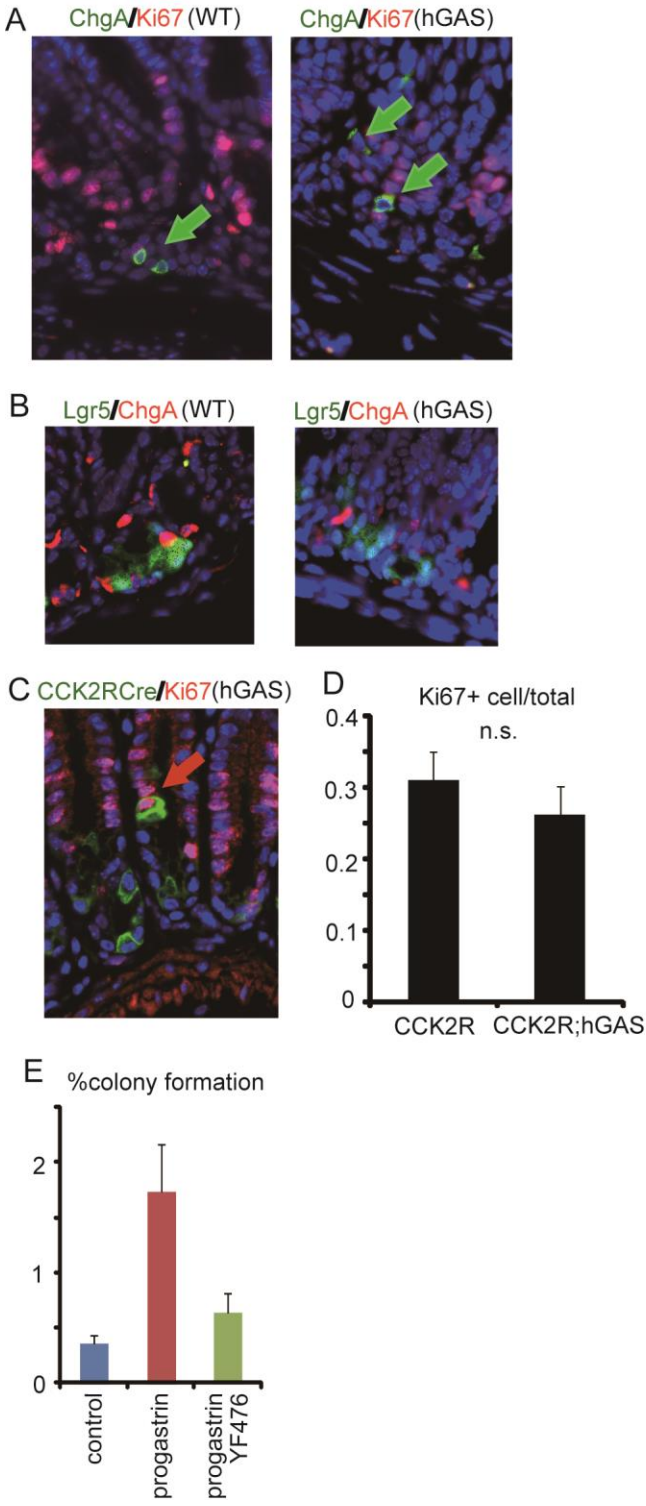 A
ChgA/Ki67 (WT)
ChgA/Ki67(hGAS)
B
Lgr5/ChgA (WT)
Lgr5/ChgA (hGAS)
C
CCK2RCre/Ki67(hGAS)
D
Ki67+ cell/total
n.s.
0.4
0.3
0.2
0.1
0
CCK2R
CCK2R;hGAS
E
%colony formation
2
1
0
control
progastrin
progastrin
YF476